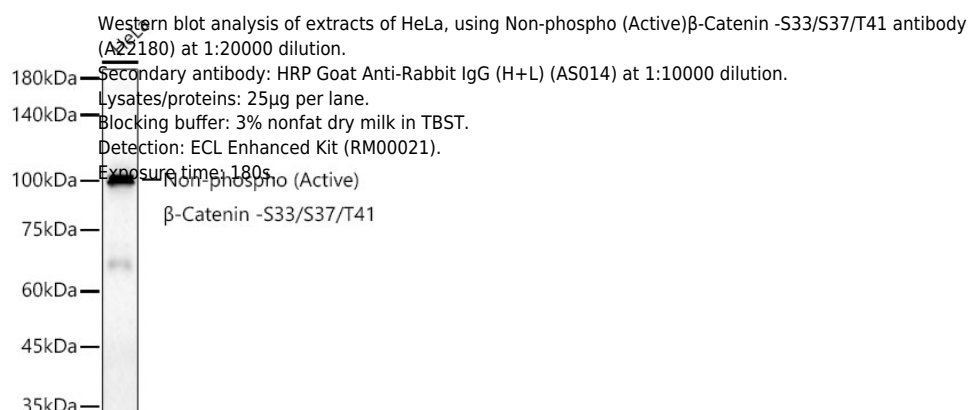 Western blot analysis of extracts of HeLa, using Non-phospho (Active)β-Catenin -S33/S37/T41 antibody
(A22180) at 1:20000 dilution.
Secondary antibody: HRP Goat Anti-Rabbit IgG (H+L) (AS014) at 1:10000 dilution.
Lysates/proteins: 25μg per lane.
Blocking buffer: 3% nonfat dry milk in TBST.
Detection: ECL Enhanced Kit (RM00021).
Exposure time: 180s.
HeLa
180kDa
140kDa
100kDa
Non-phospho (Active)
β-Catenin -S33/S37/T41
75kDa
60kDa
45kDa
35kDa